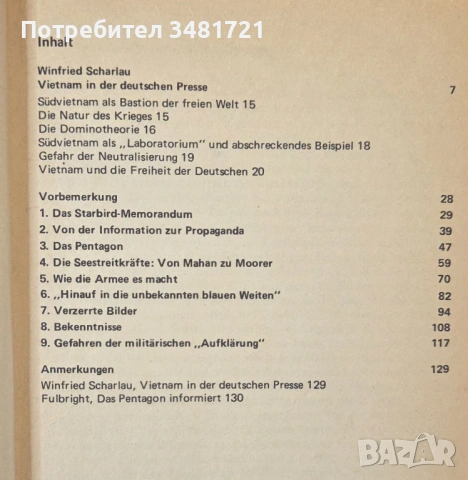 Потребител 3481721
Inhalt
Winfried Scharlau
Vietnam in der deutschen Presse 7
Südvietnam als Bastion der freien Welt 15
Die Natur des Krieges 15
Die Dominotheorie 16
Südvietnam als „Laboratorium" und abschreckendes Beispiel 18
Gefahr der Neutralisierung 19
Vietnam und die Freiheit der Deutschen 20
Vorbemerkung 28
1. Das Starbird-Memorandum 29
2. Von der Information zur Propaganda 39
3. Das Pentagon 47
4. Die Seestreitkräfte: Von Mahan zu Moorer 59
5. Wie die Armee es macht 70
6. „Hinauf in die unbekannten blauen Weiten" 82
7. Verzerrte Bilder 94
8. Bekenntnisse 108
9. Gefahren der militärischen „Aufklärung" 117
Anmerkungen 129
Winfried Scharlau, Vietnam in der deutschen Presse 129
Fulbright, Das Pentagon informiert 130
BAZAR